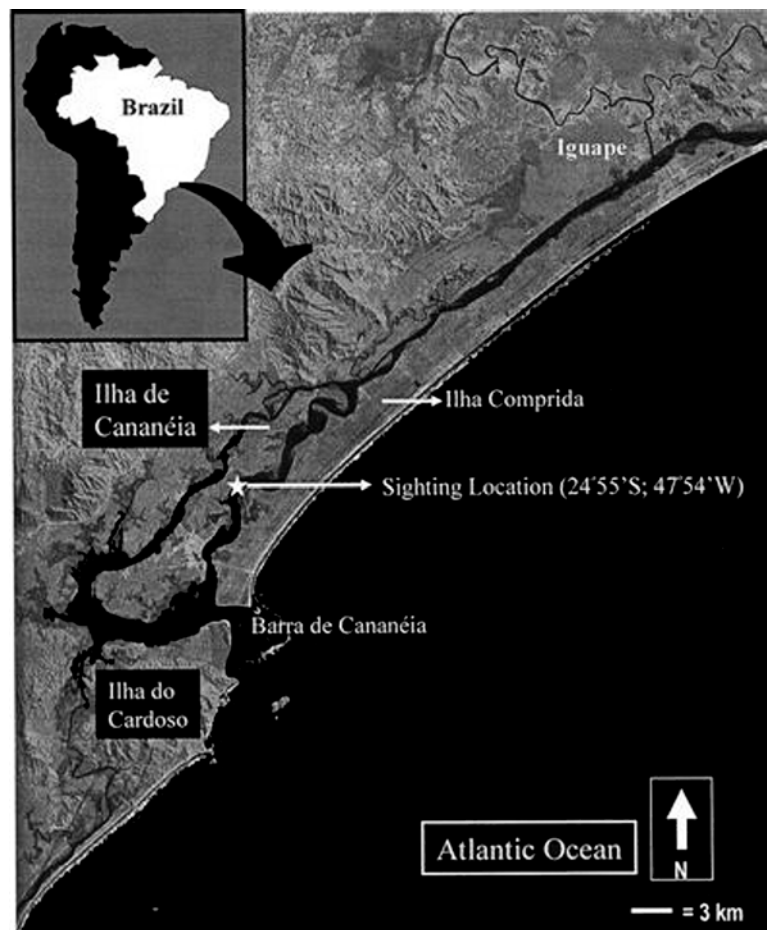 Brazil
Iguape
Ilha de
Cananéia
Ilha Comprida
Sighting Location (24°55'S; 47°54'W)
Barra de Cananéia
Ilha do
Cardoso
Atlantic Ocean
N
= 3 km